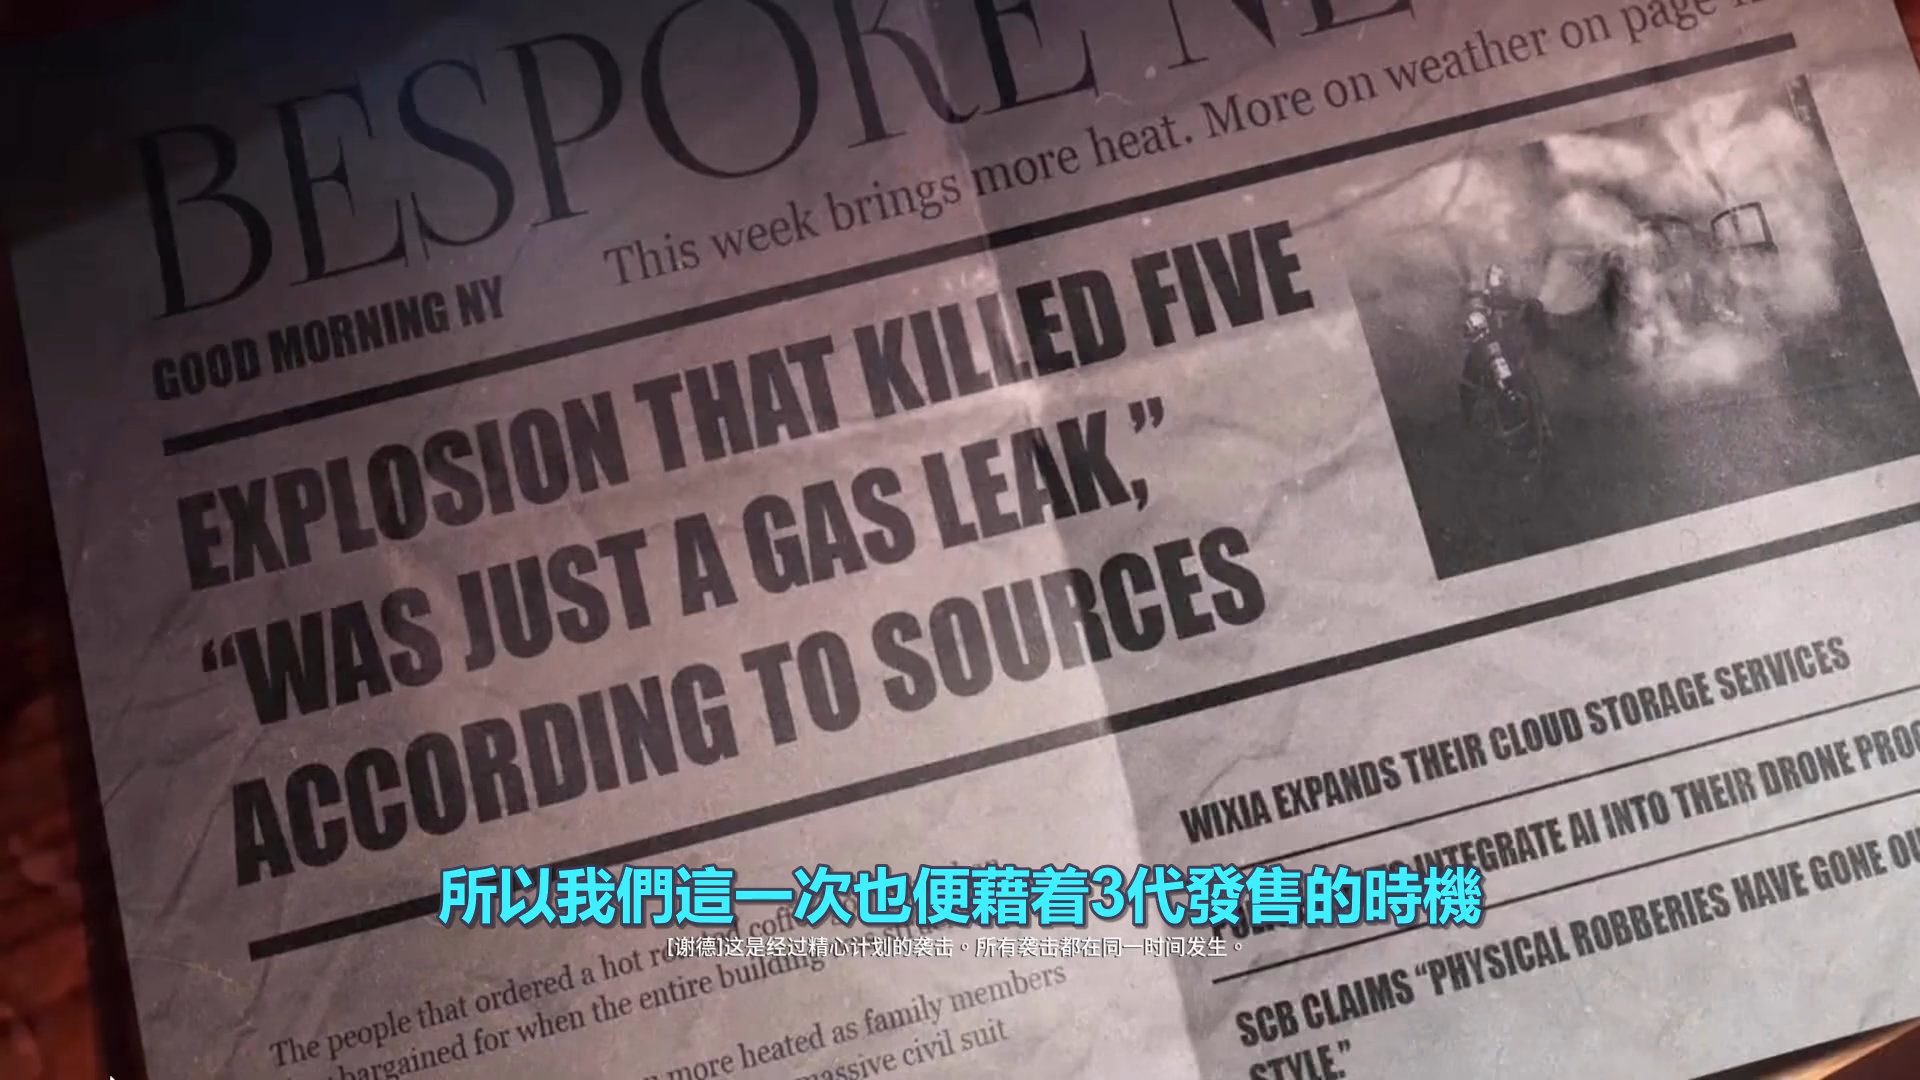 BESPOKE NE
This week brings more heat. More on weather on page
GOOD MORNING NY
EXPLOSION THAT KILLED FIVE
“WAS JUST A GAS LEAK,”
ACCORDING TO SOURCES
WIXIA EXPANDS THEIR CLOUD STORAGE SERVICES
INTEGRATE AI INTO THEIR DRONE PROG
SCB CLAIMS “PHYSICAL ROBBERIES HAVE GONE OU
STYLE.”
The people that ordered a hot
bargained for when the entire building
more heated as family members
massive civil suit
所以我們這一次也便藉着3代發售的時機
[谢德]这是经过精心计划的袭击。所有袭击都在同一时间发生。